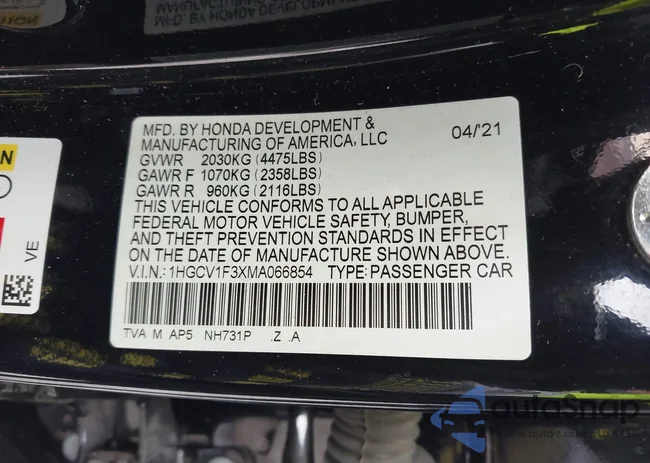 MFD. BY HONDA DEVELOPMENT &
MANUFACTURING OF AMERICA, LLC
04/'21
GVWR 2030KG (4475LBS)
GAWR F 1070KG (2358LBS)
GAWR R 960KG (2116LBS)
THIS VEHICLE CONFORMS TO ALL APPLICABLE
FEDERAL MOTOR VEHICLE SAFETY, BUMPER,
AND THEFT PREVENTION STANDARDS IN EFFECT
ON THE DATE OF MANUFACTURE SHOWN ABOVE.
V.I.N.: 1HGCV1F3XMA066854 TYPE: PASSENGER CAR
TVA M AP5 NH731P .Z .A
VE
autoSnap